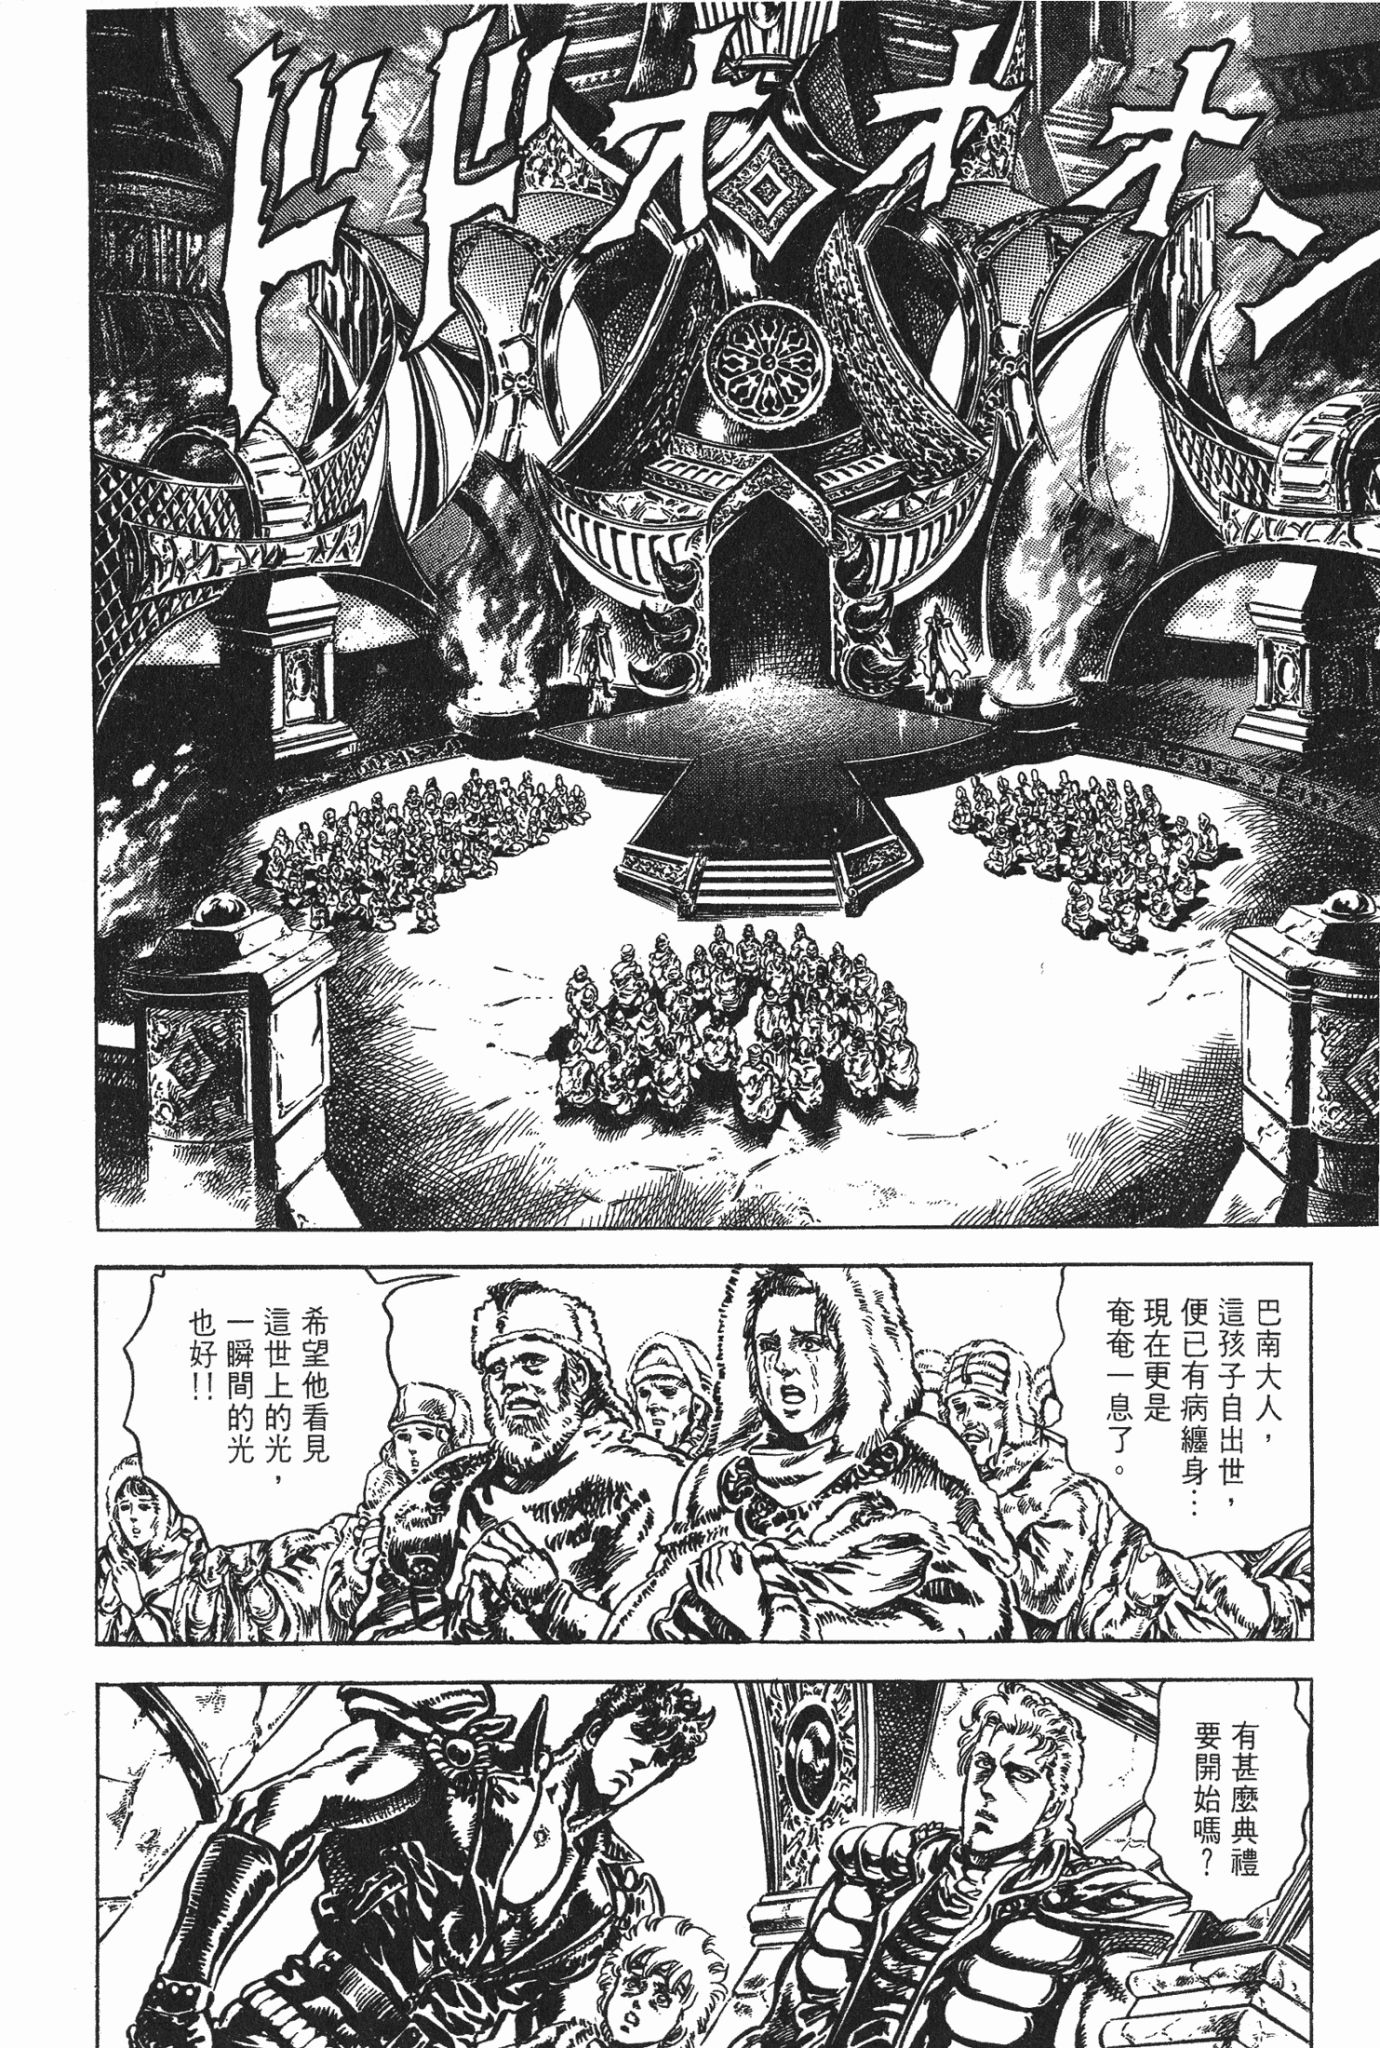 ドドオオオン
巴南大人，
這孩子自出世，
便已有病纏身…
現在更是
奄奄一息了。
希望他看見
這世上的光，
一瞬間的光
也好!!
有甚麼典禮
要開始嗎？